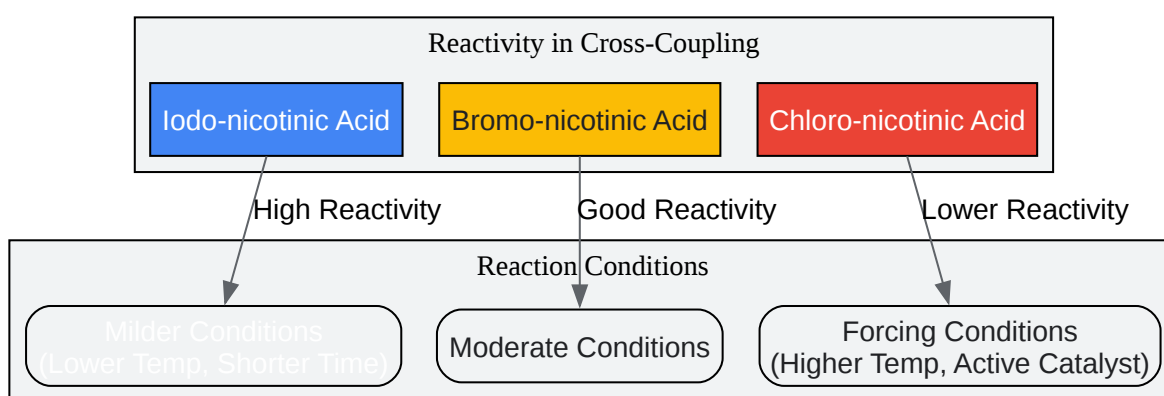 Reactivity in Cross-Coupling
Iodo-nicotinic Acid
Bromo-nicotinic Acid
Chloro-nicotinic Acid
High Reactivity
Good Reactivity
Lower Reactivity
Reaction Conditions
Milder Conditions
(Lower Temp, Shorter Time)
Moderate Conditions
Forcing Conditions
(Higher Temp, Active Catalyst)